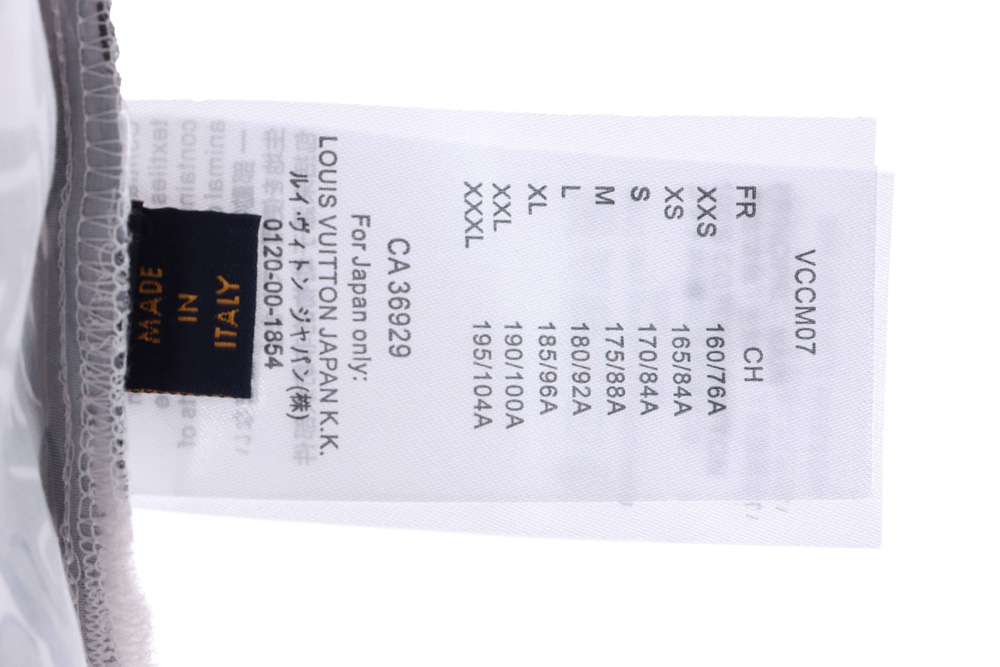 VCCM07
FR CH
XXS 160/76A
XS 165/84A
S 170/84A
M 175/88A
L 180/92A
XL 185/96A
XXL 190/100A
XXXL 195/104A
CA 36929
For Japan only:
LOUIS VUITTON JAPAN K.K.
ルイ・ヴィトン ジャパン(株)
0120-00-1854
MADE
IN
ITALY